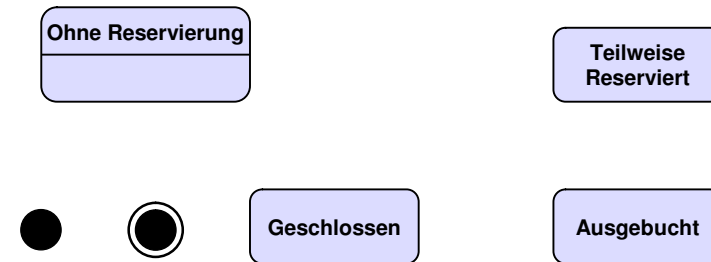 Ohne Reservierung
Teilweise
Reserviert
Geschlossen
Ausgebucht